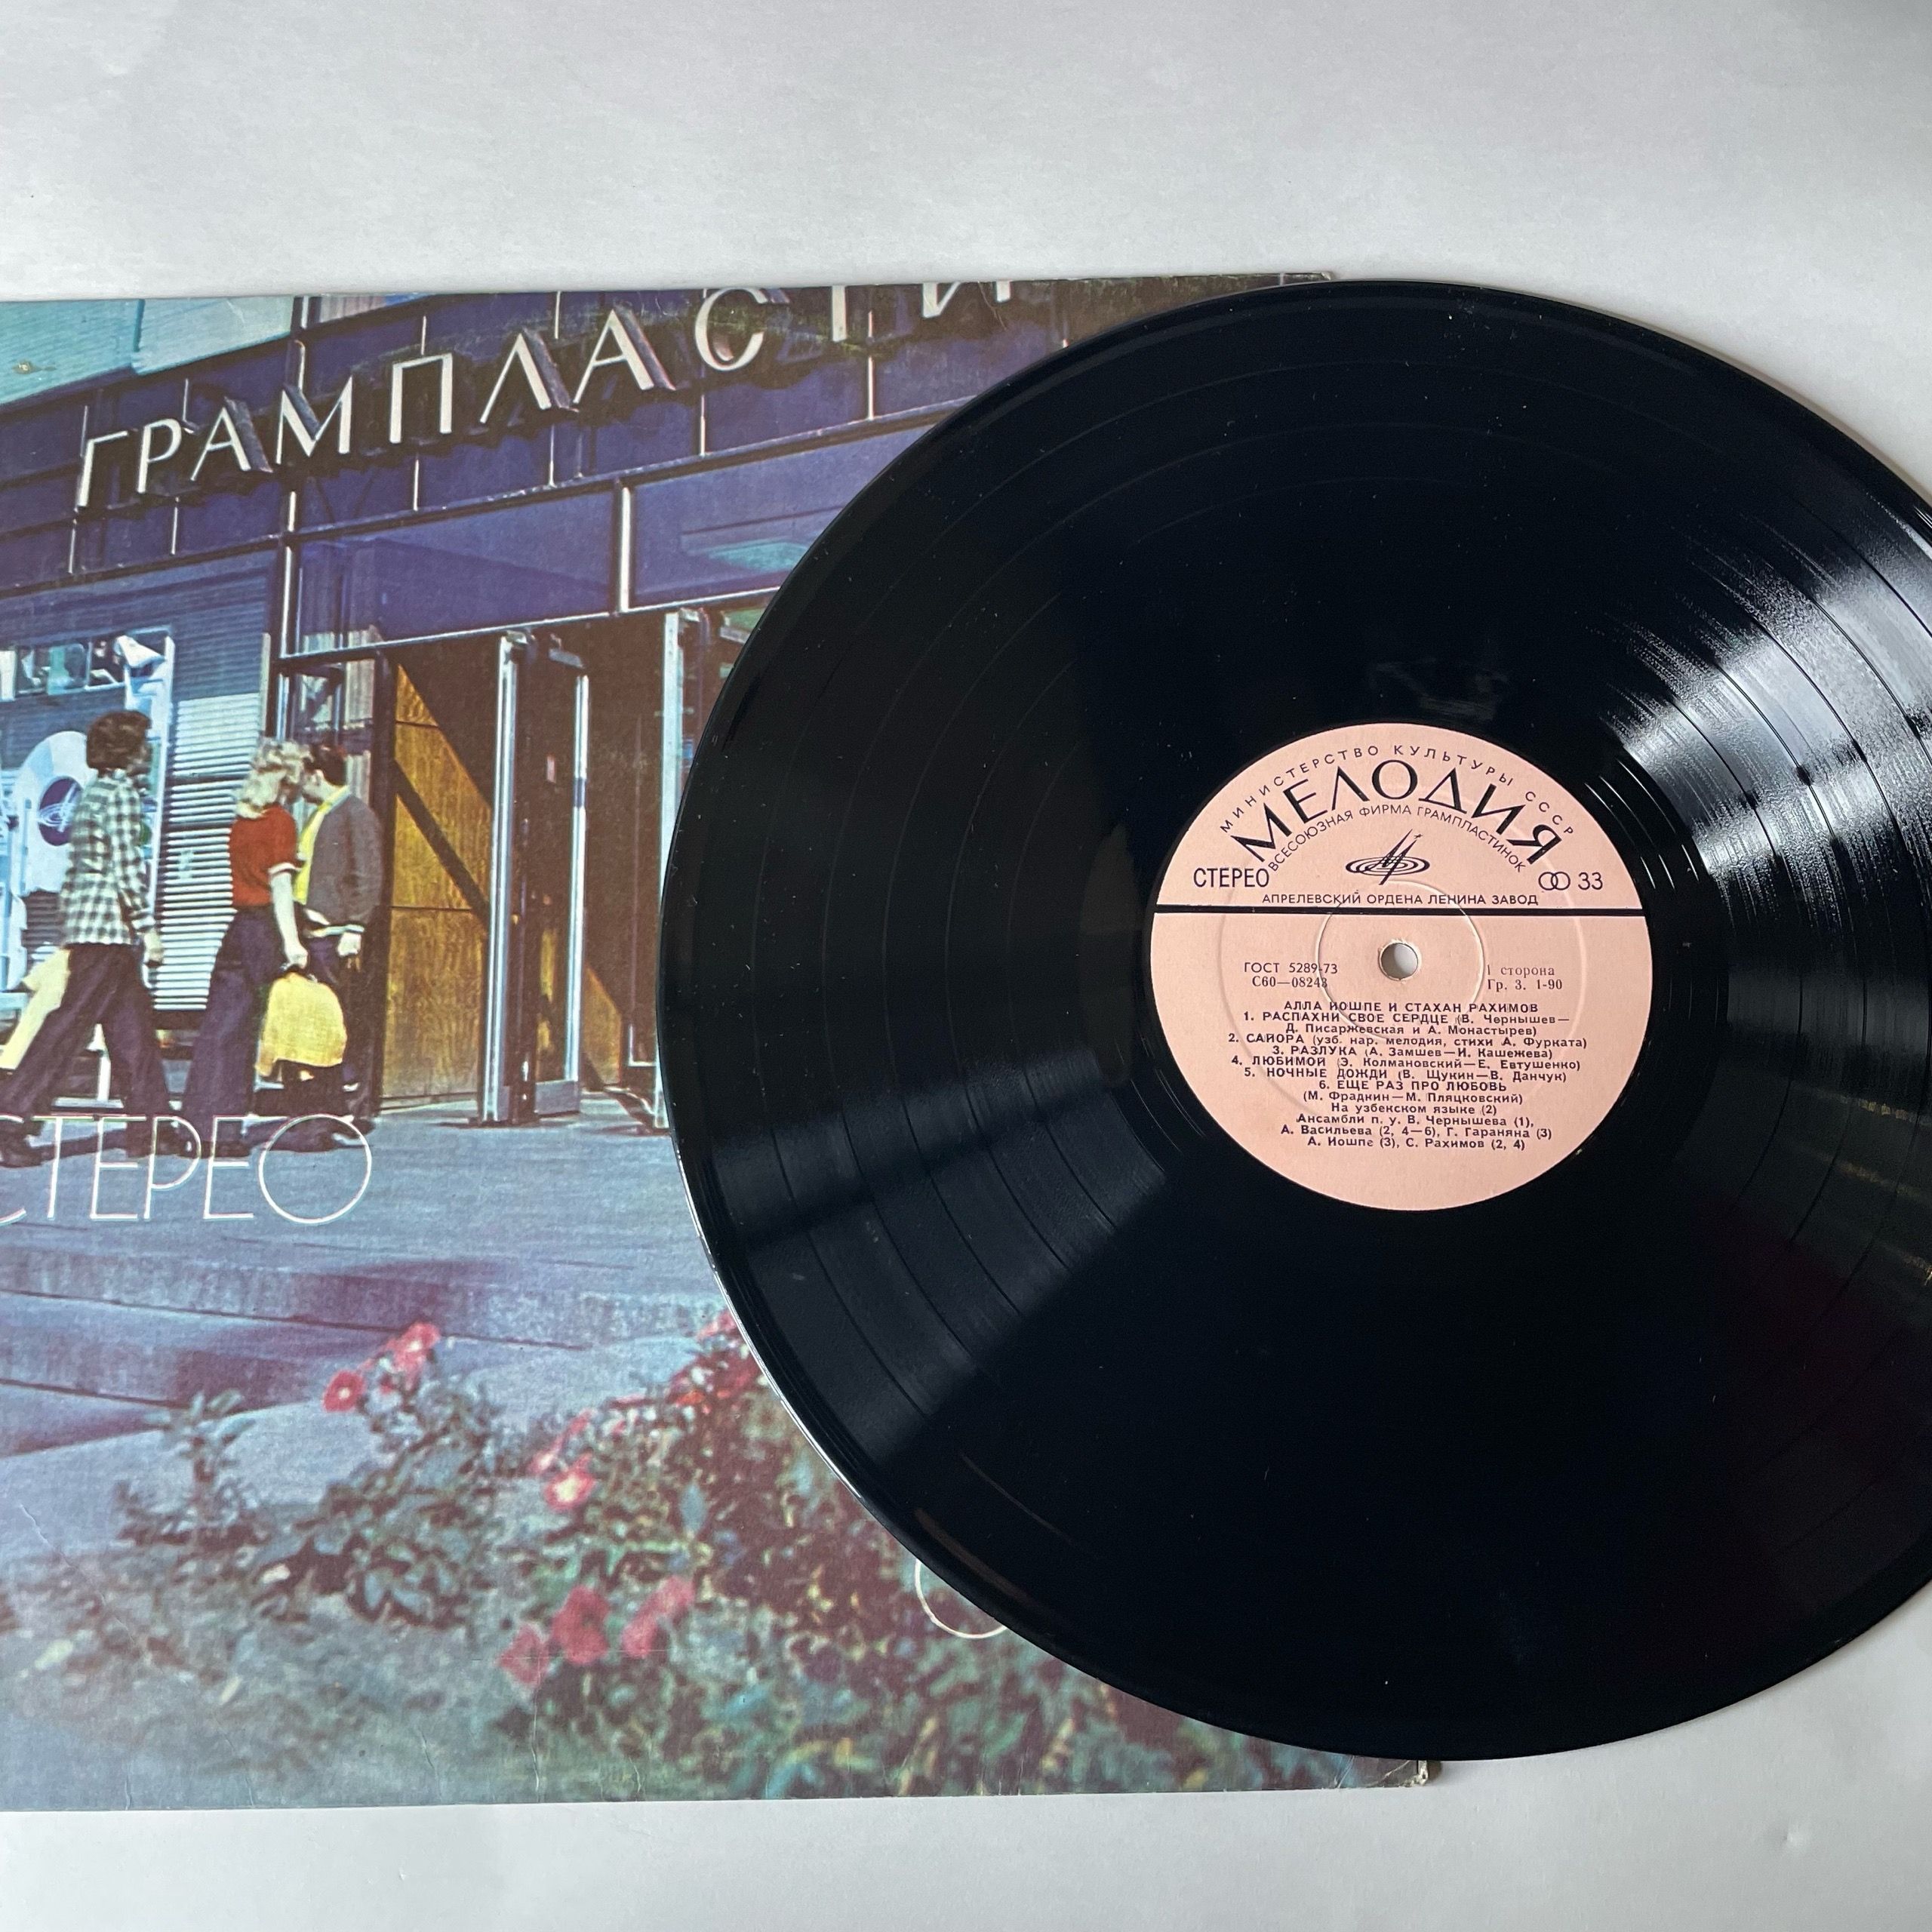 ГРАМПЛАСТИ
СТЕРЕО
МИНИСТЕРСТВО КУЛЬТУРЫ СССР
МЕЛОДИЯ
ВСЕСОЮЗНАЯ ФИРМА ГРАМПЛАСТИНОК
СТЕРЕО
33
АПРЕЛЕВСКИЙ ОРДЕНА ЛЕНИНА ЗАВОД
ГОСТ 5289-73
1 сторона
С60—08243
Гр. 3. 1-90
АЛЛА ИОШПЕ И СТАХАН РАХИМОВ
1. РАСПАХНИ СВОЕ СЕРДЦЕ (В. Чернышев—
Д. Писаржевская и А. Монастырев)
2. САЙОРА (узб. нар. мелодия, стихи А. Фурката)
3. РАЗЛУКА (А. Замшев—И. Кашежева)
4. ЛЮБИМОЙ (Э. Колмановский—Е. Евтушенко)
5. НОЧНЫЕ ДОЖДИ (В. Щукин—В. Данчук)
6. ЕЩЕ РАЗ ПРО ЛЮБОВЬ
(М. Фрадкин—М. Пляцковский)
На узбекском языке (2)
Ансамбли п. у. В. Чернышева (1),
А. Васильева (2, 4—6), Г. Гараняна (3)
А. Иошпе (3), С. Рахимов (2, 4)